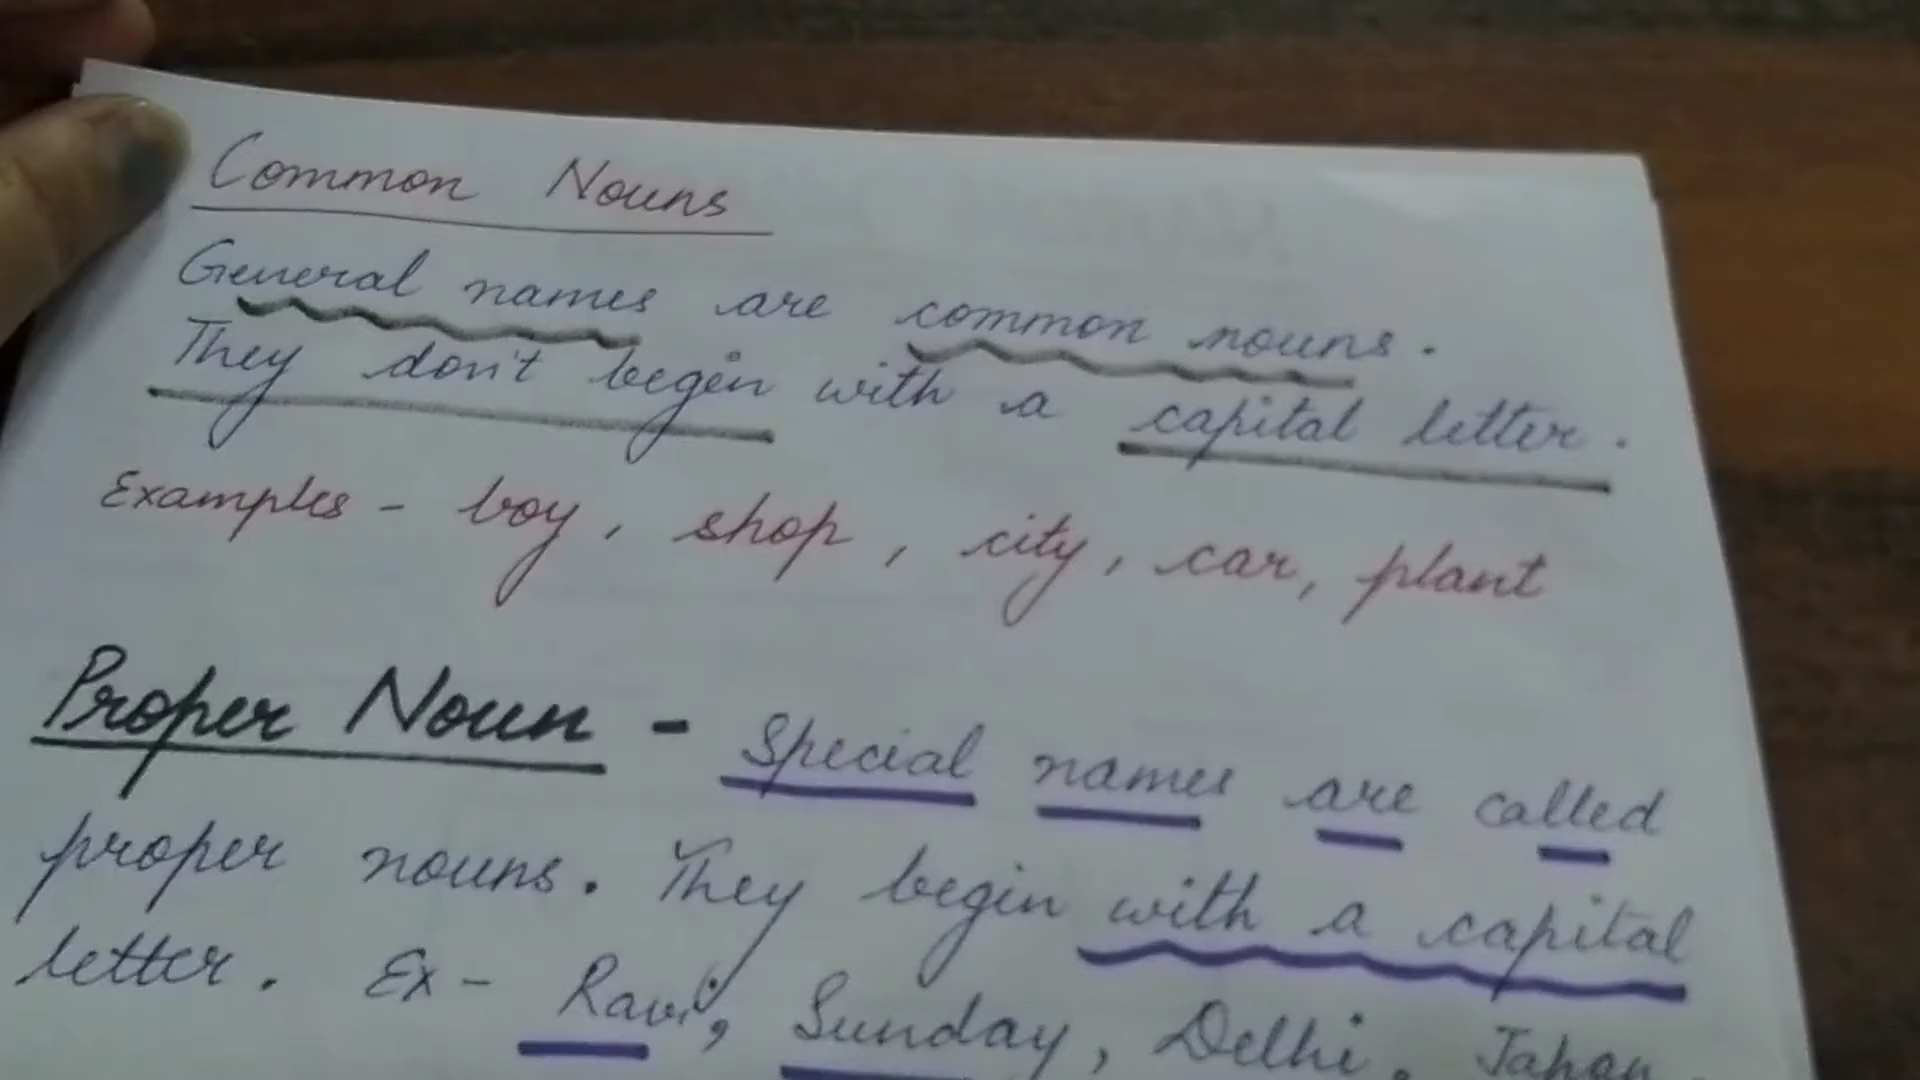 Common Nouns
General names are common nouns.
They don't begin with a capital letter.
Examples - boy, shop, city, car, plant
Proper Noun - Special names are called
proper nouns. They begin with a capital
letter. Ex- Ravi, Sunday, Delhi, Japan